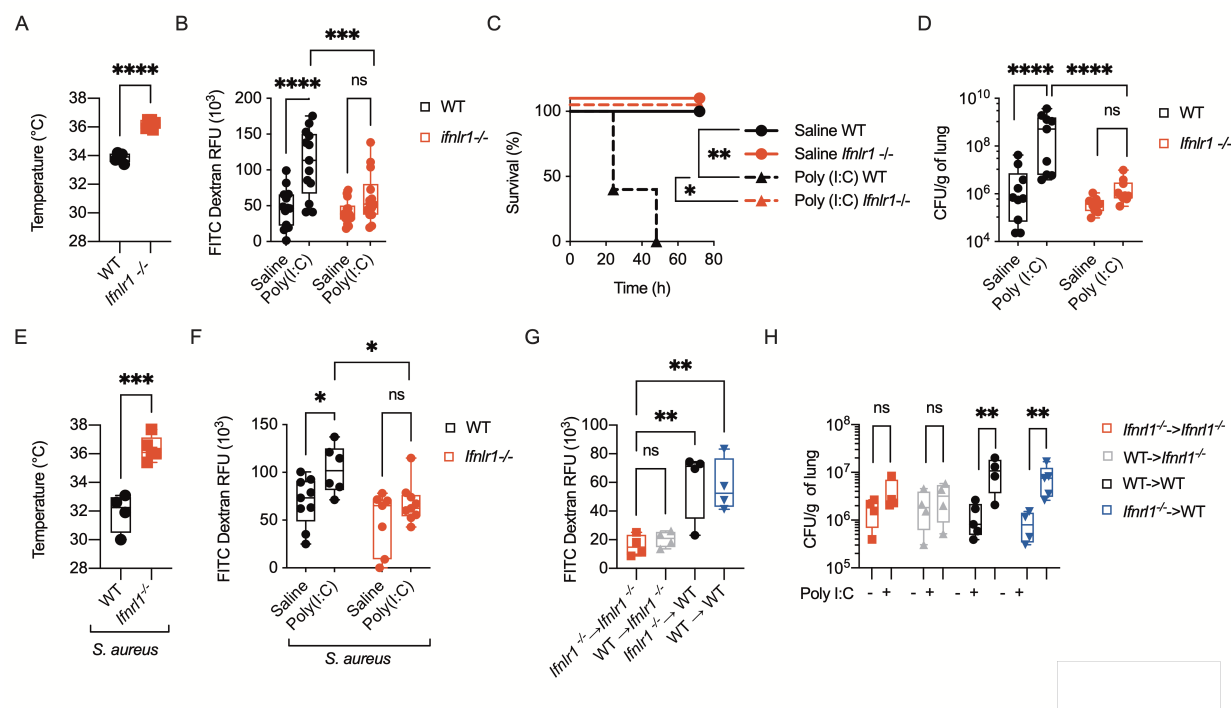 A
****
Temperature (°C)
38
36
34
32
30
28
WT
Ifnlr1 -/-
B
***
****
ns
FITC Dextran RFU (10³)
200
150
100
50
0
Saline
Poly(I:C)
Saline
Poly(I:C)
WT
ifnlr1-/-
C
Survival (%)
100
50
0
0
20
40
60
80
Time (h)
**
*
Saline WT
Saline Ifnlr1 -/-
Poly (I:C) WT
Poly (I:C) Ifnlr1-/-
D
****
****
ns
CFU/g of lung
10¹⁰
10⁸
10⁶
10⁴
Saline
Poly (I:C)
Saline
Poly (I:C)
WT
Ifnlr1 -/-
E
***
Temperature (°C)
38
36
34
32
30
28
WT
Ifnrl1⁻/⁻
S. aureus
F
*
*
ns
FITC Dextran RFU (10³)
150
100
50
0
Saline
Poly(I:C)
Saline
Poly(I:C)
S. aureus
WT
Ifnlr1-/-
G
**
**
ns
FITC Dextran RFU (10³)
100
80
60
40
20
0
Ifnlr1 -/-→Ifnlr1 -/-
WT →Ifnlr1 -/-
Ifnlr1 -/-→ WT
WT → WT
H
ns
ns
**
**
CFU/g of lung
10⁸
10⁷
10⁶
10⁵
Poly I:C - + - + - + - +
Ifnrl1⁻/⁻->Ifnrl1⁻/⁻
WT->Ifnrl1⁻/⁻
WT->WT
Ifnrl1⁻/⁻->WT